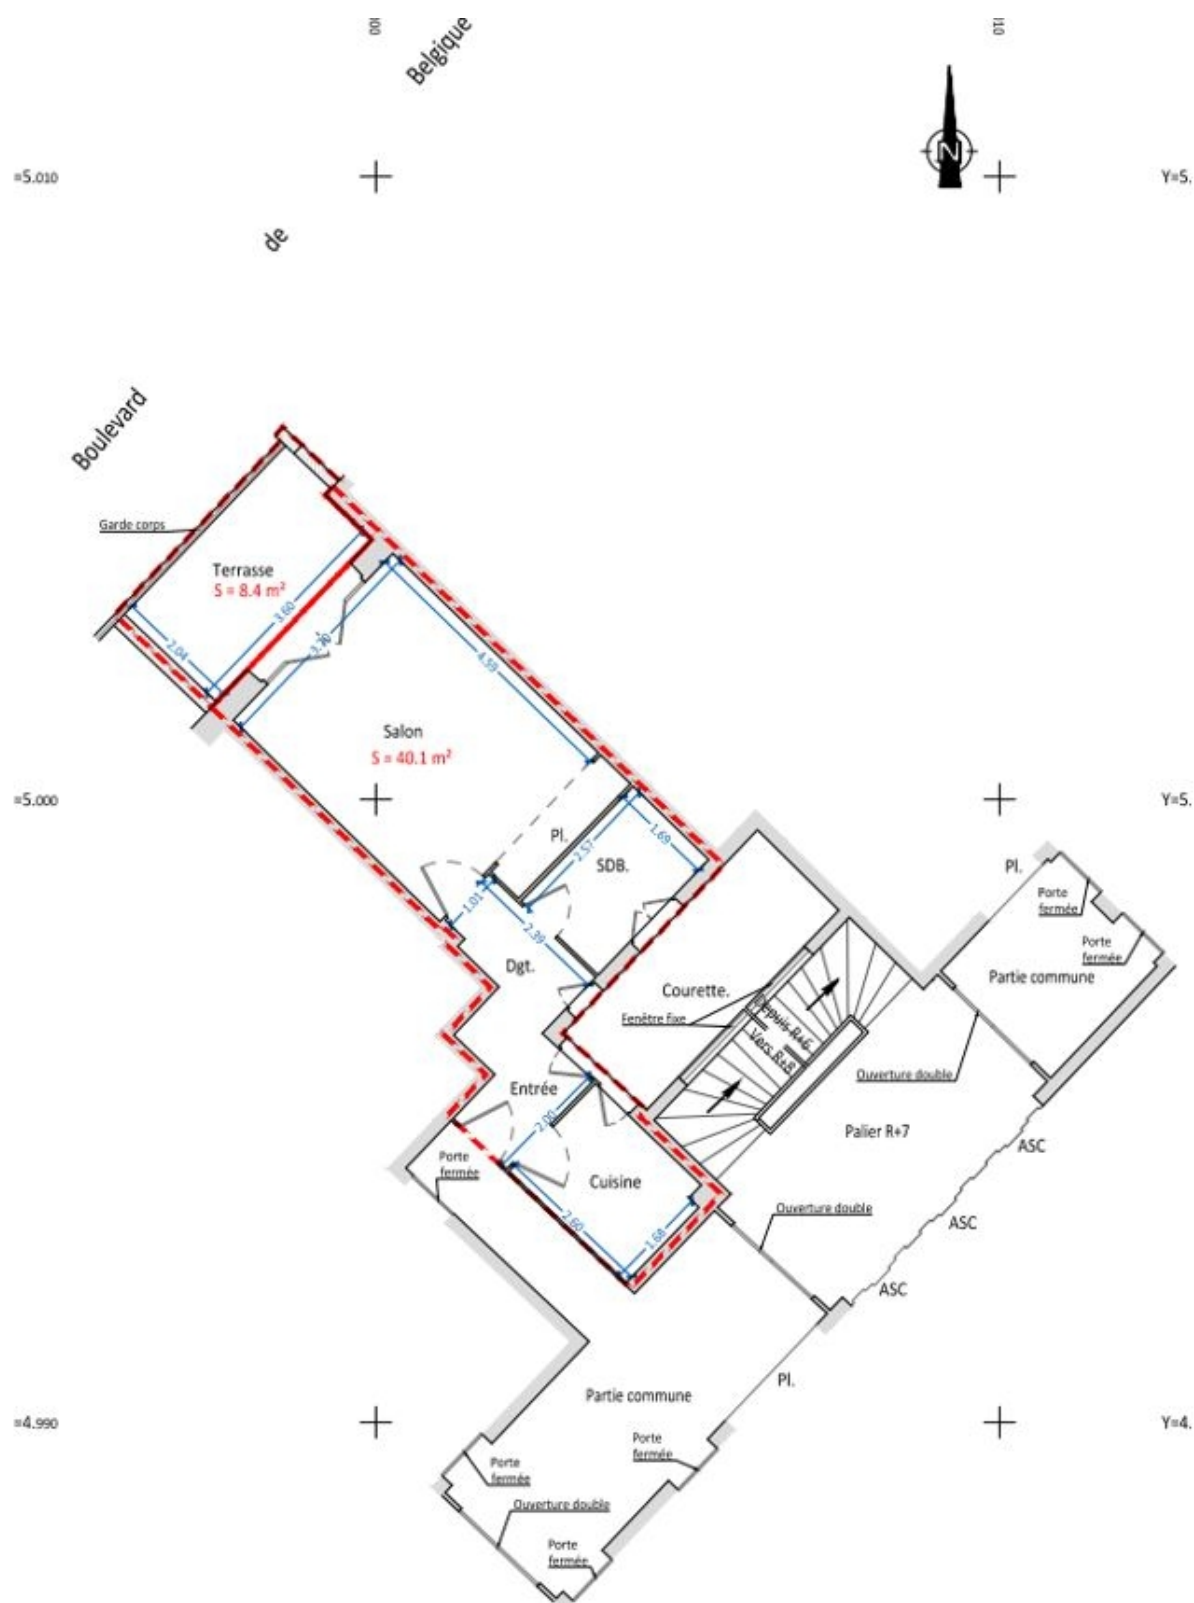 Belgique
N
=5.010
Y=5.
de
Boulevard
Garde corps
Terrasse
S = 8.4 m²
3.60
2.04
3.70
4.59
Salon
S = 40.1 m²
=5.000
Y=5.
Pl.
2.57
SDB.
1.69
1.01
2.39
Dgt.
Pl.
Porte
fermée
Porte
fermée
Partie commune
Courette.
Fenêtre fixe
Depuis R+6
Vers R+8
Ouverture double
Entrée
2.00
Palier R+7
ASC
Porte
fermée
Cuisine
2.60
1.68
Ouverture double
ASC
ASC
Pl.
Partie commune
=4.990
Y=4.
Porte
fermée
Porte
fermée
Ouverture double
Porte
fermée